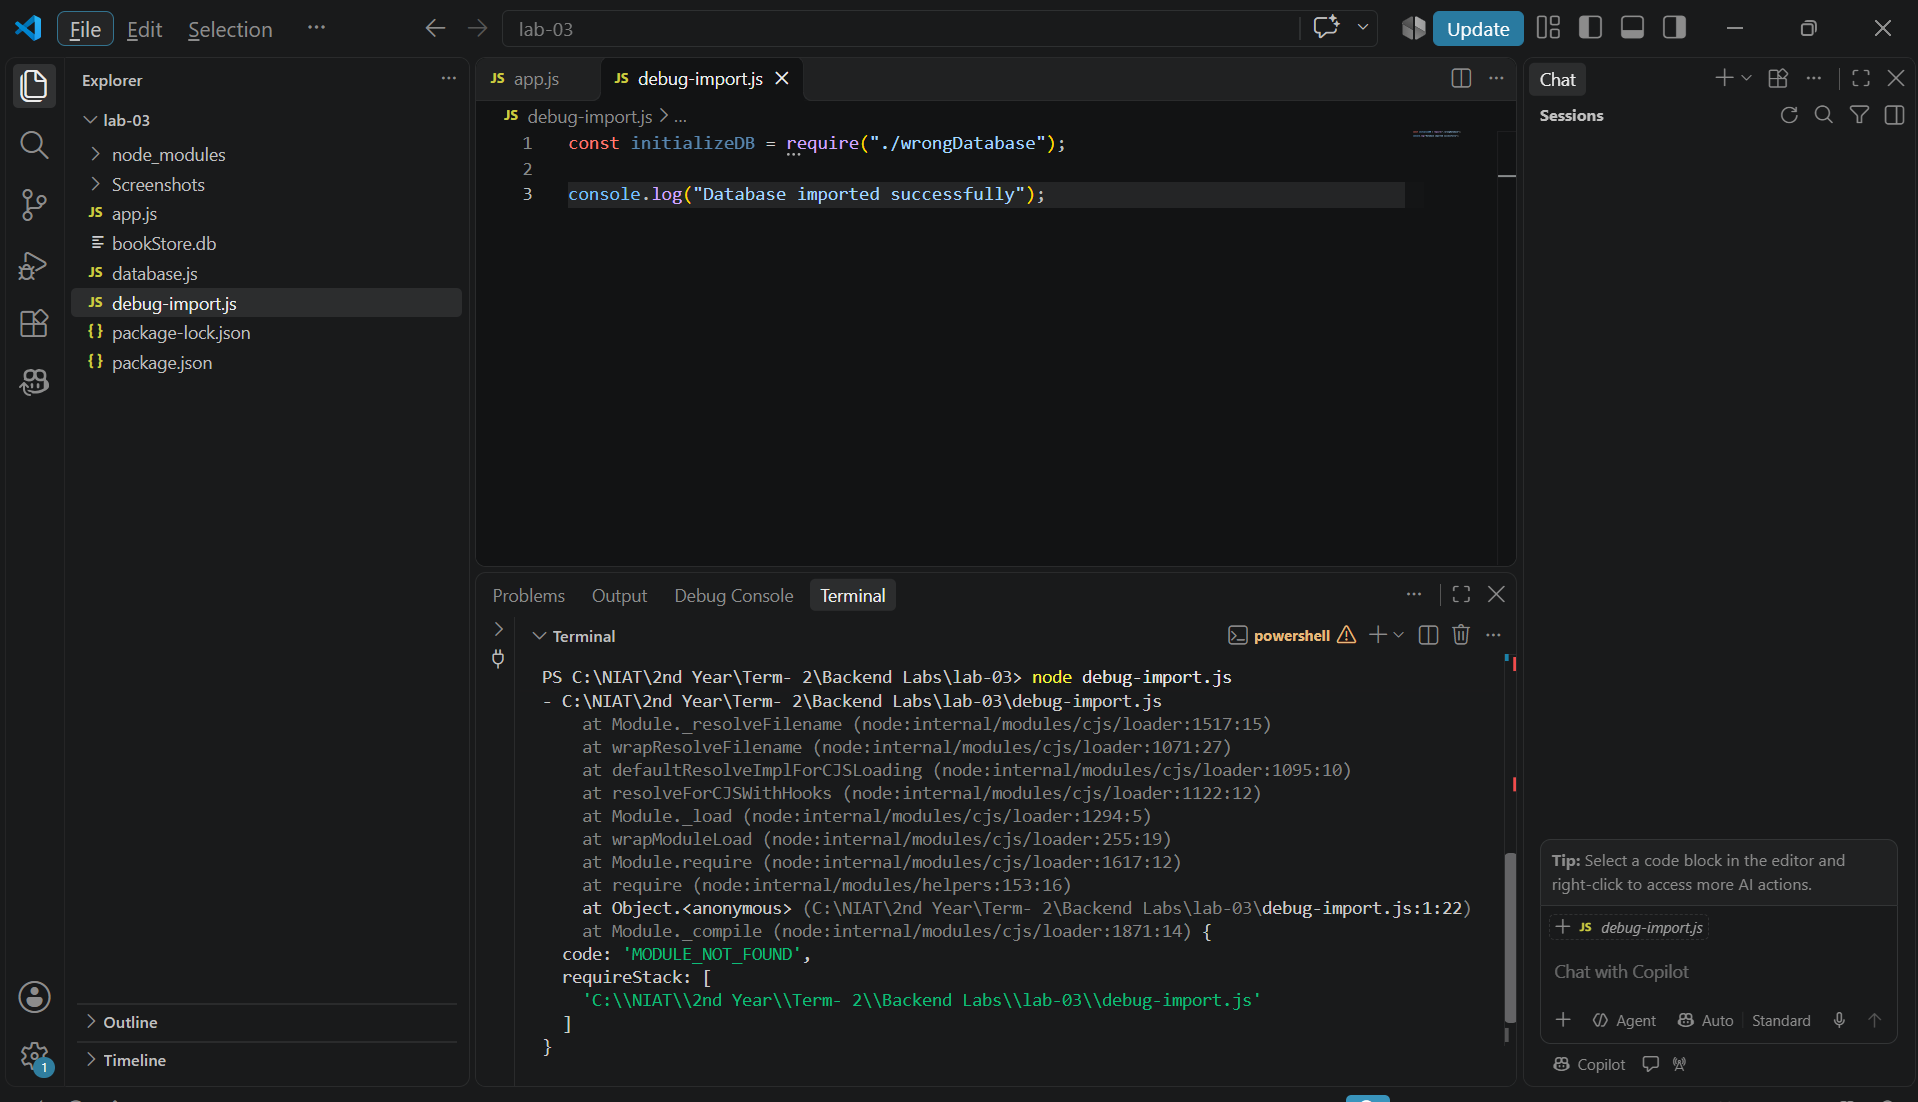 File Edit Selection ··· lab-03 Update
Explorer
lab-03
node_modules
Screenshots
JS app.js
bookStore.db
JS database.js
JS debug-import.js
{} package-lock.json
{} package.json
Outline
Timeline
1
JS app.js JS debug-import.js
JS debug-import.js > ...
1 const initializeDB = require("./wrongDatabase");
2
3 console.log("Database imported successfully");
Problems Output Debug Console Terminal
Terminal
powershell
PS C:\NIAT\2nd Year\Term- 2\Backend Labs\lab-03> node debug-import.js
- C:\NIAT\2nd Year\Term- 2\Backend Labs\lab-03\debug-import.js
at Module._resolveFilename (node:internal/modules/cjs/loader:1517:15)
at wrapResolveFilename (node:internal/modules/cjs/loader:1071:27)
at defaultResolveImplForCJSLoading (node:internal/modules/cjs/loader:1095:10)
at resolveForCJSWithHooks (node:internal/modules/cjs/loader:1122:12)
at Module._load (node:internal/modules/cjs/loader:1294:5)
at wrapModuleLoad (node:internal/modules/cjs/loader:255:19)
at Module.require (node:internal/modules/cjs/loader:1617:12)
at require (node:internal/modules/helpers:153:16)
at Object.<anonymous> (C:\NIAT\2nd Year\Term- 2\Backend Labs\lab-03\debug-import.js:1:22)
at Module._compile (node:internal/modules/cjs/loader:1871:14) {
code: 'MODULE_NOT_FOUND',
requireStack: [
'C:\\NIAT\\2nd Year\\Term- 2\\Backend Labs\\lab-03\\debug-import.js'
]
}
Chat
Sessions
Tip: Select a code block in the editor and
right-click to access more AI actions.
JS debug-import.js
Chat with Copilot
Agent Auto Standard
Copilot